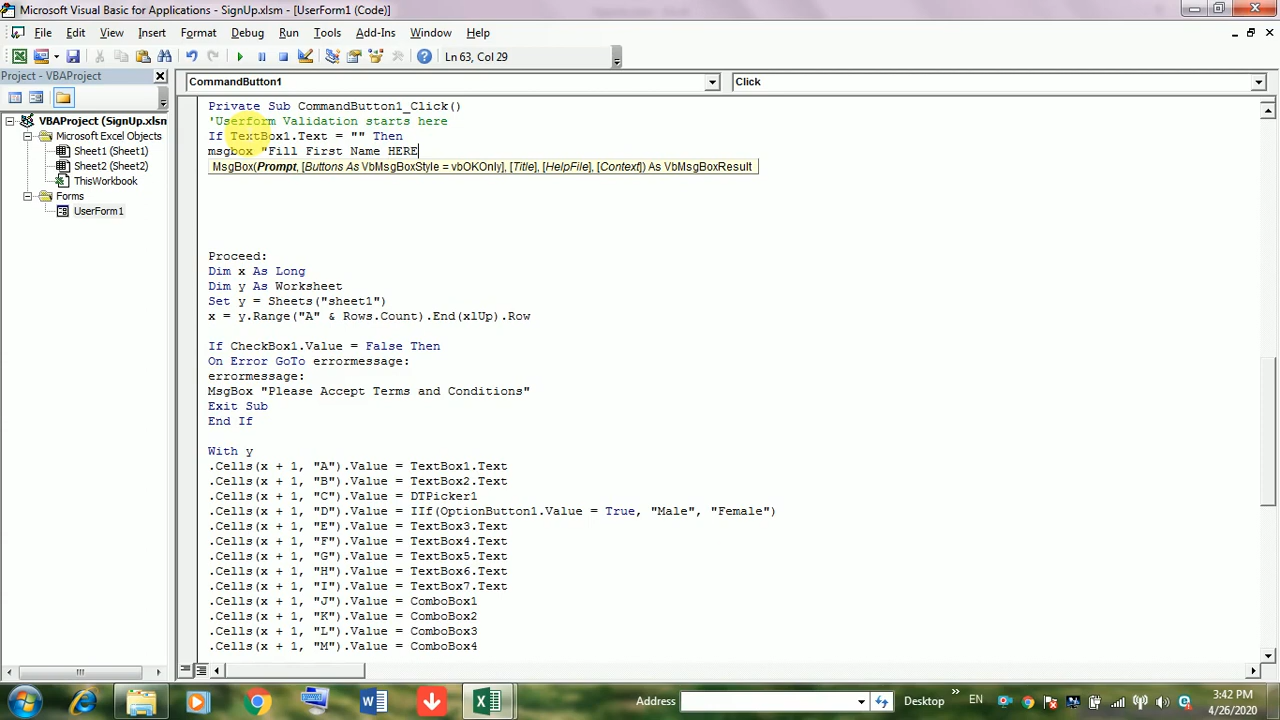 Microsoft Visual Basic for Applications - SignUp.xlsm - [UserForm1 (Code)]
File Edit View Insert Format Debug Run Tools Add-Ins Window Help
Ln 63, Col 29
Project - VBAProject
CommandButton1
Click
VBAProject (SignUp.xlsm
Microsoft Excel Objects
Sheet1 (Sheet1)
Sheet2 (Sheet2)
ThisWorkbook
Forms
UserForm1
Private Sub CommandButton1_Click()
'Userform Validation starts here
If TextBox1.Text = "" Then
msgbox "Fill First Name HERE
MsgBox(Prompt, [Buttons As VbMsgBoxStyle = vbOKOnly], [Title], [HelpFile], [Context]) As VbMsgBoxResult
Proceed:
Dim x As Long
Dim y As Worksheet
Set y = Sheets("sheet1")
x = y.Range("A" & Rows.Count).End(xlUp).Row
If CheckBox1.Value = False Then
On Error GoTo errormessage:
errormessage:
MsgBox "Please Accept Terms and Conditions"
Exit Sub
End If
With y
.Cells(x + 1, "A").Value = TextBox1.Text
.Cells(x + 1, "B").Value = TextBox2.Text
.Cells(x + 1, "C").Value = DTPicker1
.Cells(x + 1, "D").Value = IIf(OptionButton1.Value = True, "Male", "Female")
.Cells(x + 1, "E").Value = TextBox3.Text
.Cells(x + 1, "F").Value = TextBox4.Text
.Cells(x + 1, "G").Value = TextBox5.Text
.Cells(x + 1, "H").Value = TextBox6.Text
.Cells(x + 1, "I").Value = TextBox7.Text
.Cells(x + 1, "J").Value = ComboBox1
.Cells(x + 1, "K").Value = ComboBox2
.Cells(x + 1, "L").Value = ComboBox3
.Cells(x + 1, "M").Value = ComboBox4
Address
Desktop
EN
3:42 PM
4/26/2020